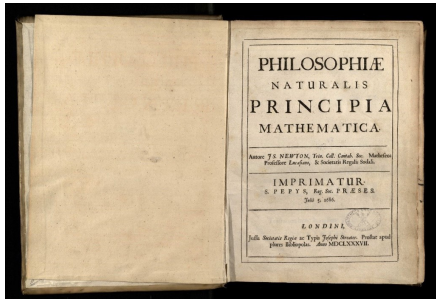 PHILOSOPHIÆ
NATURALIS
PRINCIPIA
MATHEMATICA.
Autore JS. NEWTON, Trin. Coll. Cantab. Soc. Matheseos
Professore Lucasiano, & Societatis Regalis Sodali.
IMPRIMATUR.
S. PEPYS, Reg. Soc. PRÆSES.
Julii 5. 1686.
LONDINI,
Jussu Societatis Regiæ ac Typis Josephi Streater. Prostat apud
plures Bibliopolas. Anno MDCLXXXVII.